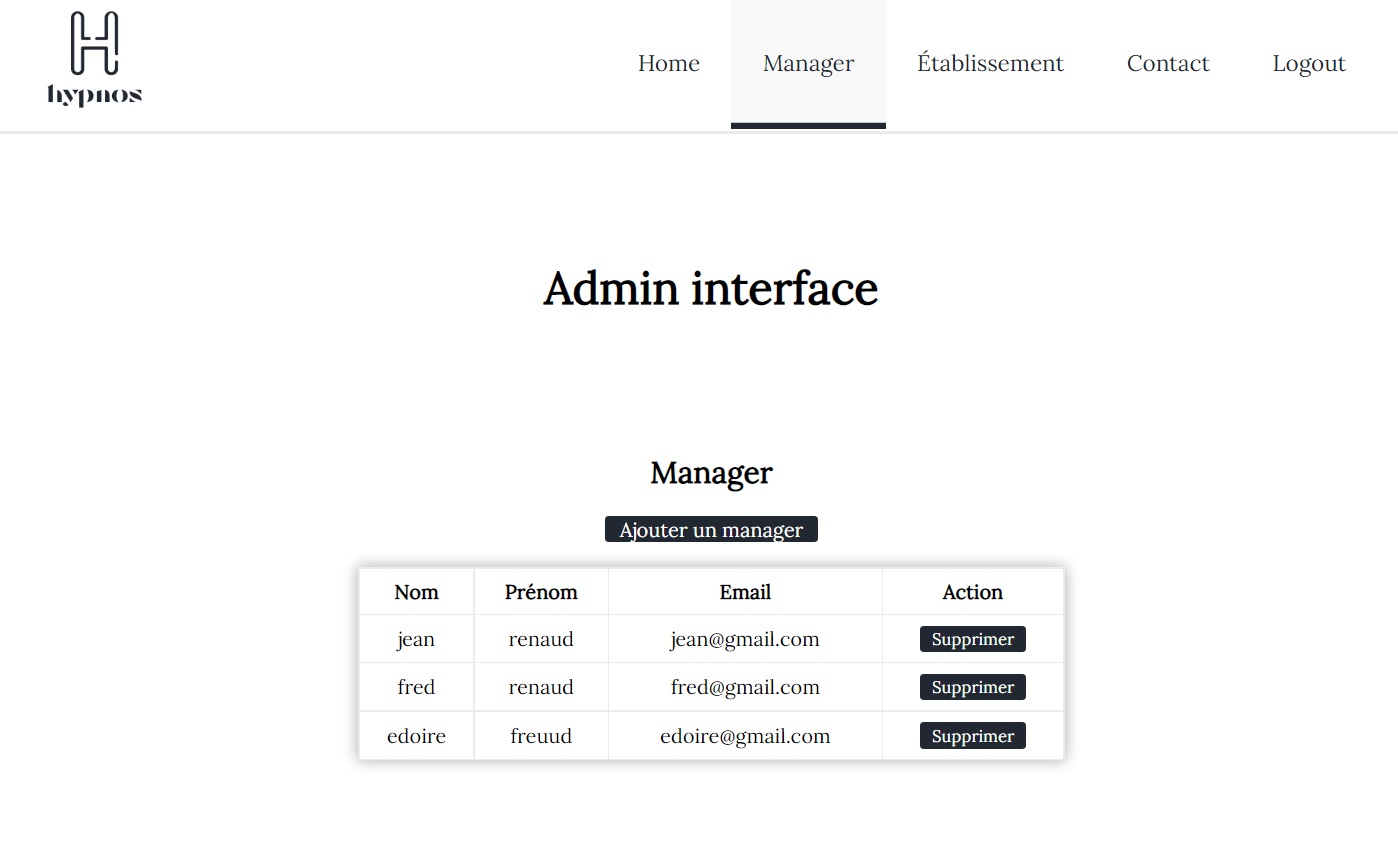 hypnos
Home Manager Établissement Contact Logout
Admin interface
Manager
Ajouter un manager
Nom Prénom Email Action
jean renaud jean@gmail.com Supprimer
fred renaud fred@gmail.com Supprimer
edoire freuud edoire@gmail.com Supprimer